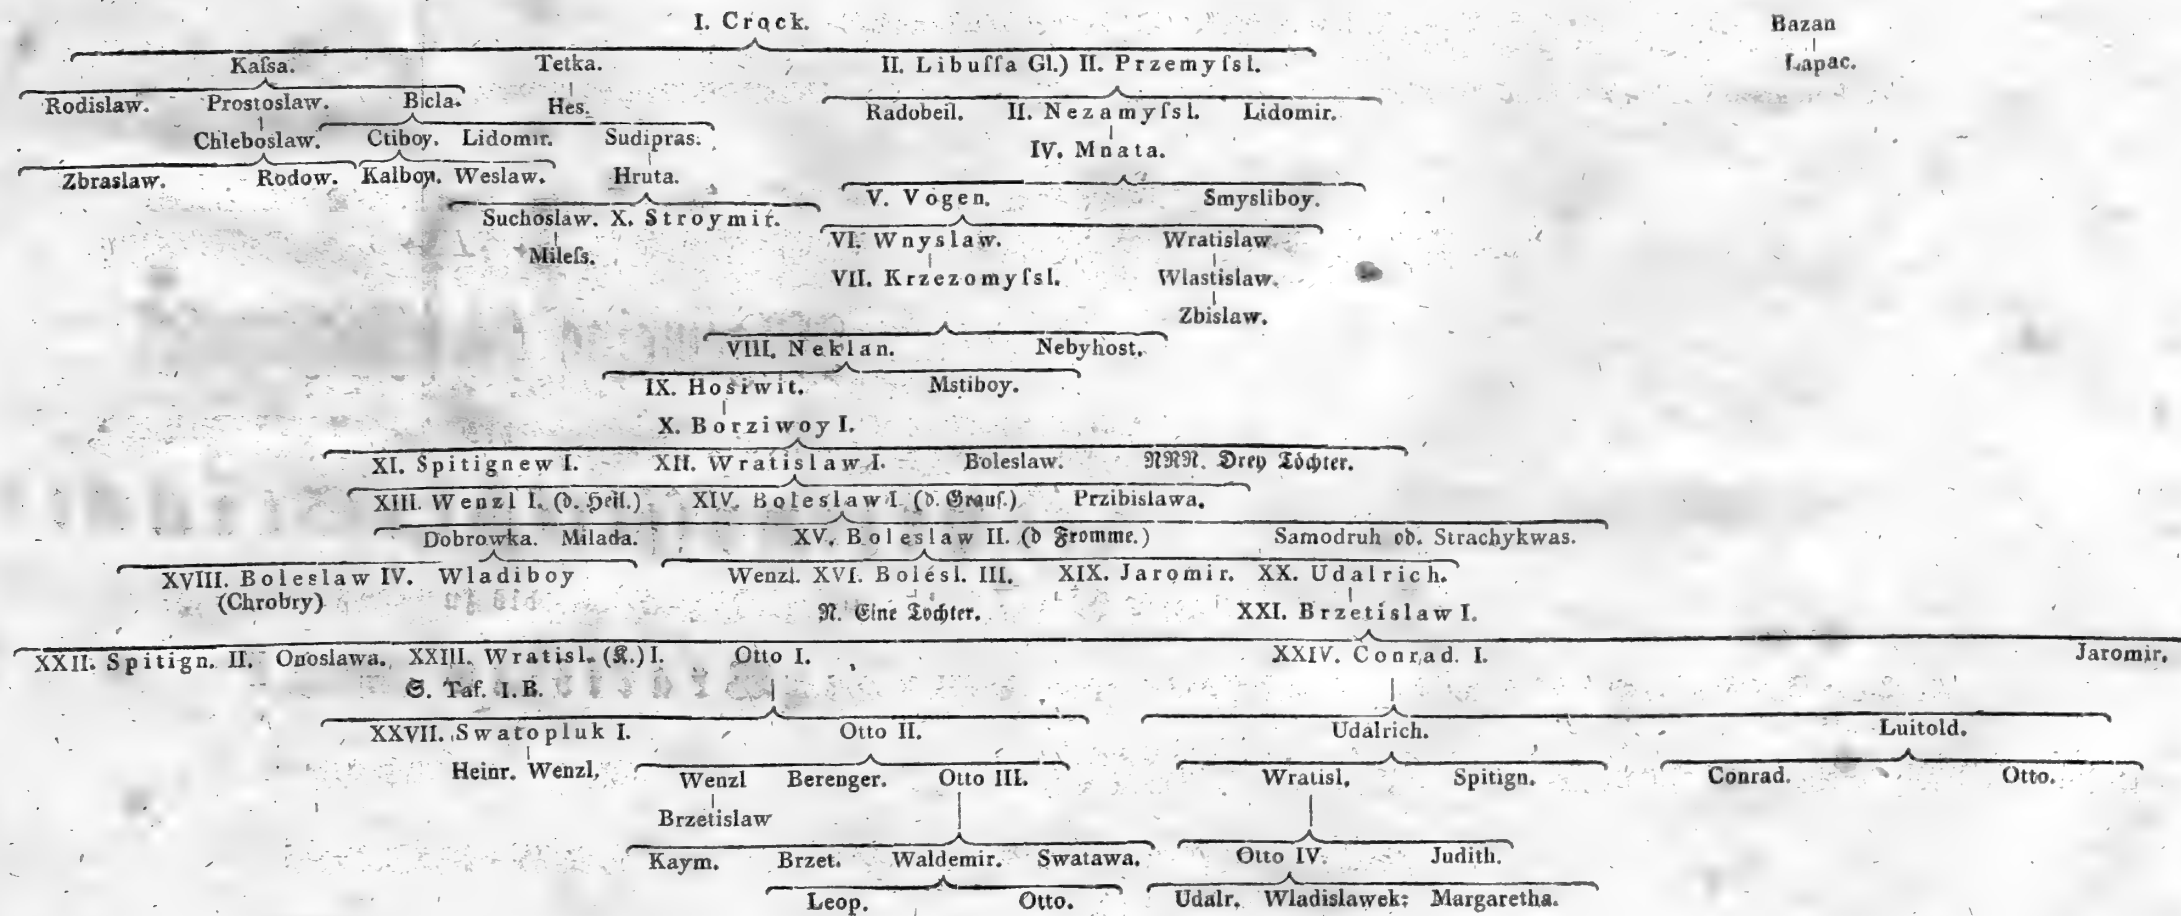 I. Crock. Bazan
Kaſsa. Tetka. II. Libuſſa Gl.) II. Przemyſsl. Lapac.
Rodislaw. Prostoslaw. Bicla. Hes. Radobeil. II. Nezamyſsl. Lidomir.
Chleboslaw. Ctiboy. Lidomir. Sudipras. IV. Mnata.
Zbraslaw. Rodow. Kalboy. Weslaw. Hruta.
V. Vogen. Smysliboy.
Suchoslaw. X. Stroymir.
VI. Wnyslaw. Wratislaw
Mileſs.
VII. Krzezomyſsl. Wlastislaw.
Zbislaw.
VIII. Neklan. Nebyhost.
IX. Hosiwit. Mstiboy.
X. Borziwoy I.
XI. Spitignew I. XII. Wratislaw I. Boleslaw. NNN. Drey Töchter.
XIII. Wenzl I. (d. Heil.) XIV. Boleslaw I. (d. Grauſ.) Przibislawa.
Dobrowka. Milada. XV. Boleslaw II. (d Fromme.) Samodruh od. Strachykwas.
XVIII. Boleslaw IV. Wladiboy Wenzl. XVI. Bolesl. III. XIX. Jaromir. XX. Udalrich.
(Chrobry) N. Eine Tochter. XXI. Brzetislaw I.
XXII. Spitign. II. Onoslawa. XXIII. Wratisl. (K.) I. Otto I. XXIV. Conrad. I. Jaromir.
S. Taf. I. B.
XXVII. Swatopluk I. Otto II. Udalrich. Luitold.
Heinr. Wenzl. Wenzl Berenger. Otto III. Wratisl. Spitign. Conrad. Otto.
Brzetislaw
Kaym. Brzet. Waldemir. Swatawa. Otto IV. Judith.
Leop. Otto. Udalr. Wladislawek. Margaretha.